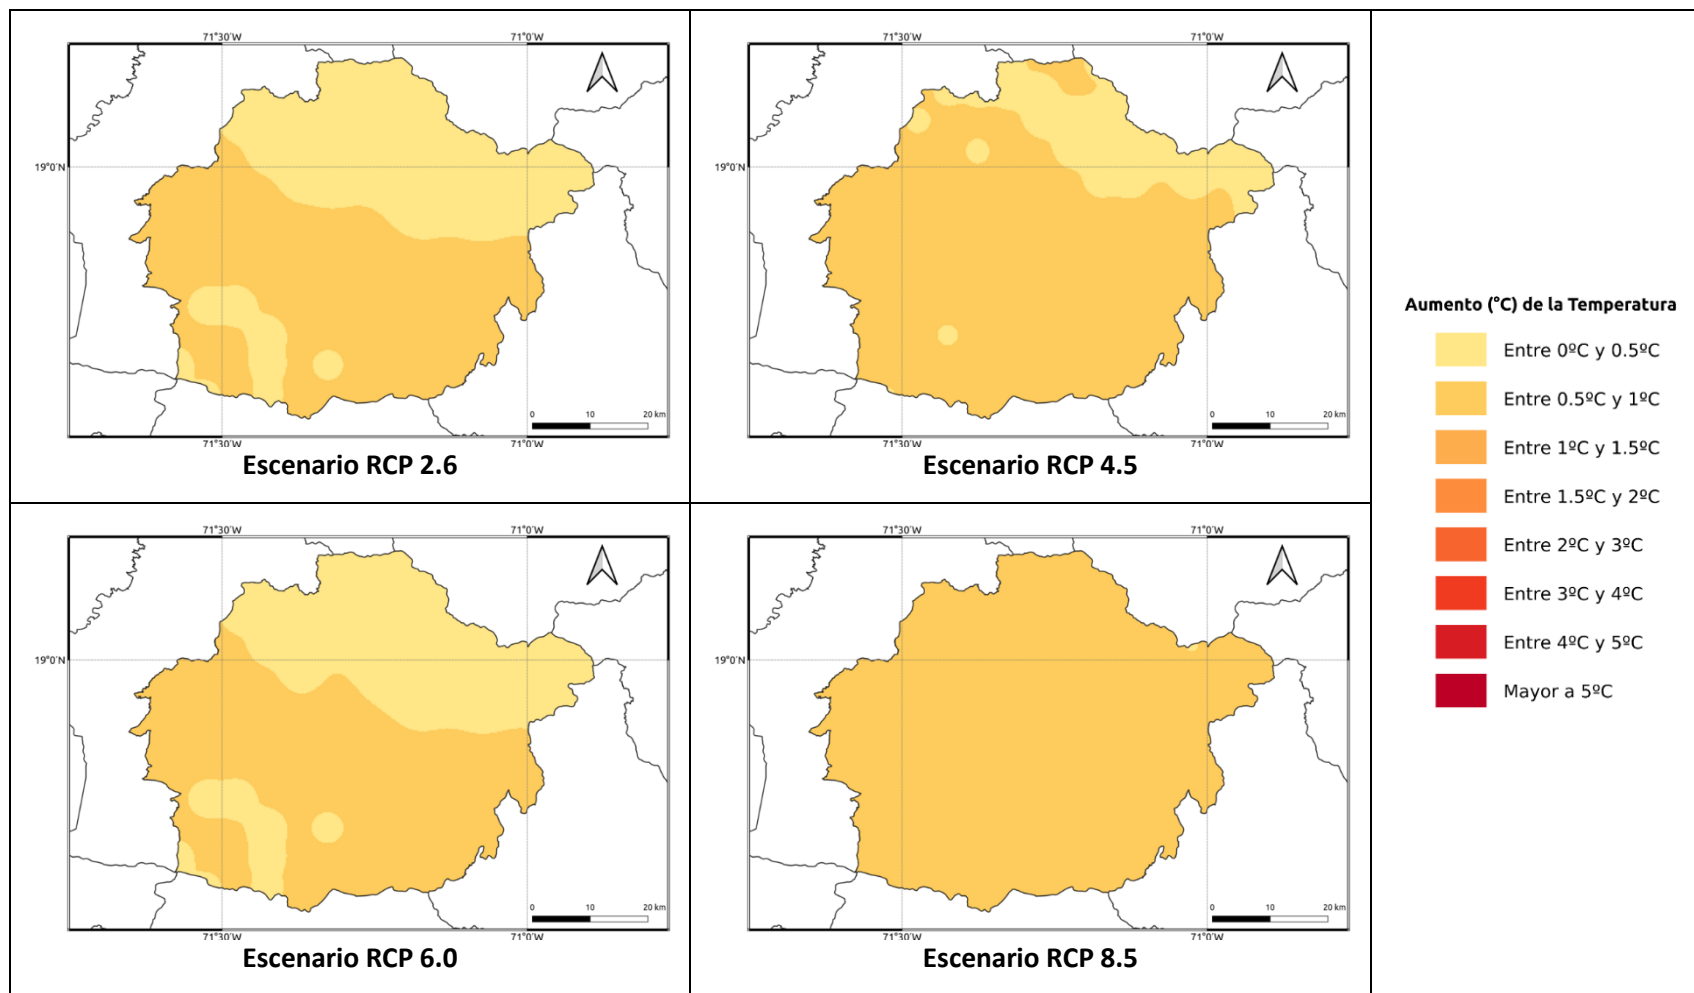 71°30'W 71°0'W
19°0'N
0 10 20 km
71°30'W 71°0'W
Escenario RCP 2.6
71°30'W 71°0'W
19°0'N
0 10 20 km
71°30'W 71°0'W
Escenario RCP 4.5
71°30'W 71°0'W
19°0'N
0 10 20 km
71°30'W 71°0'W
Escenario RCP 6.0
71°30'W 71°0'W
19°0'N
0 10 20 km
71°30'W 71°0'W
Escenario RCP 8.5
Aumento (°C) de la Temperatura
Entre 0ºC y 0.5ºC
Entre 0.5ºC y 1ºC
Entre 1ºC y 1.5ºC
Entre 1.5ºC y 2ºC
Entre 2ºC y 3ºC
Entre 3ºC y 4ºC
Entre 4ºC y 5ºC
Mayor a 5ºC